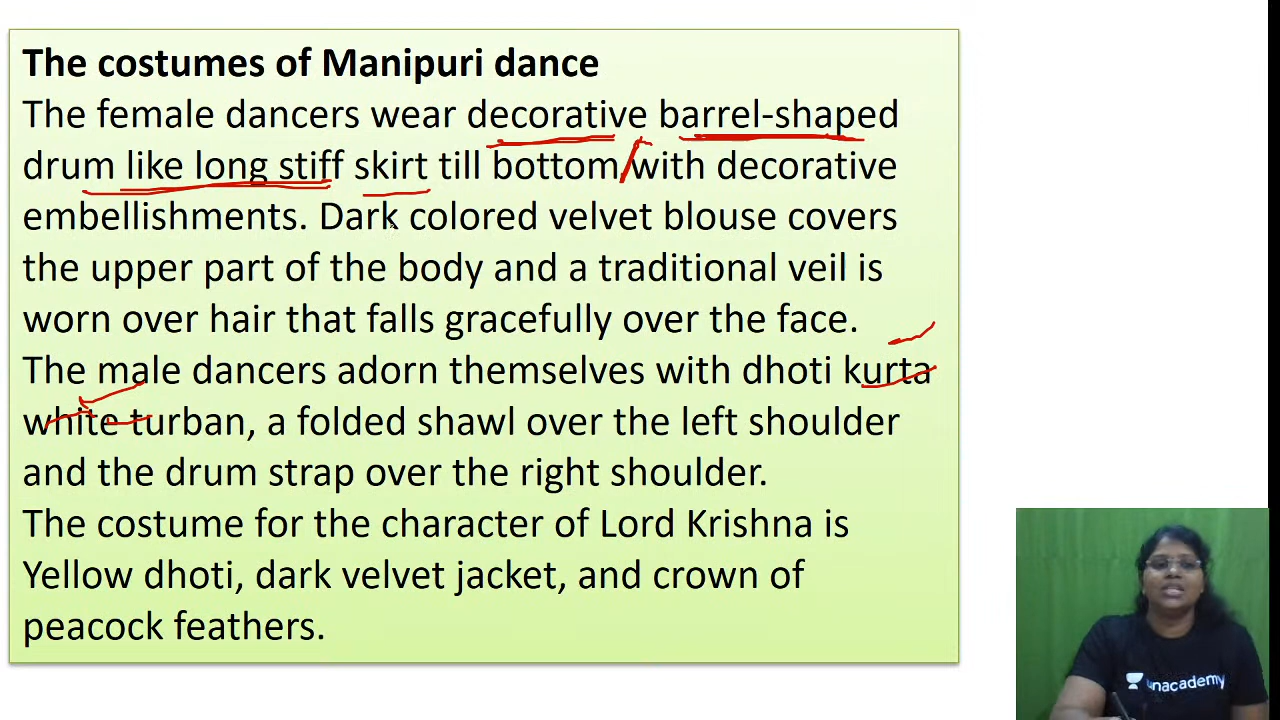 The costumes of Manipuri dance
The female dancers wear decorative barrel-shaped
drum like long stiff skirt till bottom with decorative
embellishments. Dark colored velvet blouse covers
the upper part of the body and a traditional veil is
worn over hair that falls gracefully over the face.
The male dancers adorn themselves with dhoti kurta
white turban, a folded shawl over the left shoulder
and the drum strap over the right shoulder.
The costume for the character of Lord Krishna is
Yellow dhoti, dark velvet jacket, and crown of
peacock feathers.
unacademy